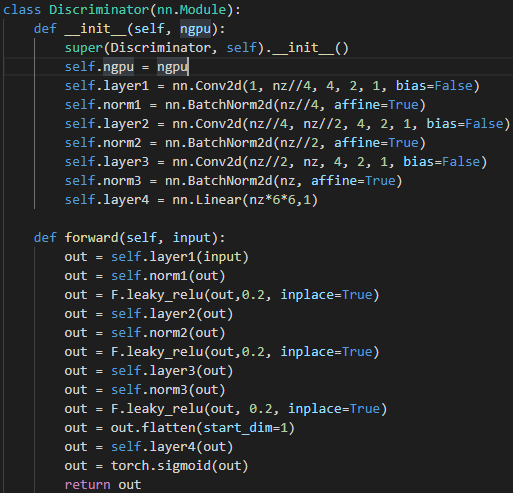 class Discriminator(nn.Module):
    def __init__(self, ngpu):
        super(Discriminator, self).__init__()
        self.ngpu = ngpu
        self.layer1 = nn.Conv2d(1, nz//4, 4, 2, 1, bias=False)
        self.norm1 = nn.BatchNorm2d(nz//4, affine=True)
        self.layer2 = nn.Conv2d(nz//4, nz//2, 4, 2, 1, bias=False)
        self.norm2 = nn.BatchNorm2d(nz//2, affine=True)
        self.layer3 = nn.Conv2d(nz//2, nz, 4, 2, 1, bias=False)
        self.norm3 = nn.BatchNorm2d(nz, affine=True)
        self.layer4 = nn.Linear(nz*6*6,1)

    def forward(self, input):
        out = self.layer1(input)
        out = self.norm1(out)
        out = F.leaky_relu(out,0.2, inplace=True)
        out = self.layer2(out)
        out = self.norm2(out)
        out = F.leaky_relu(out,0.2, inplace=True)
        out = self.layer3(out)
        out = self.norm3(out)
        out = F.leaky_relu(out, 0.2, inplace=True)
        out = out.flatten(start_dim=1)
        out = self.layer4(out)
        out = torch.sigmoid(out)
        return out